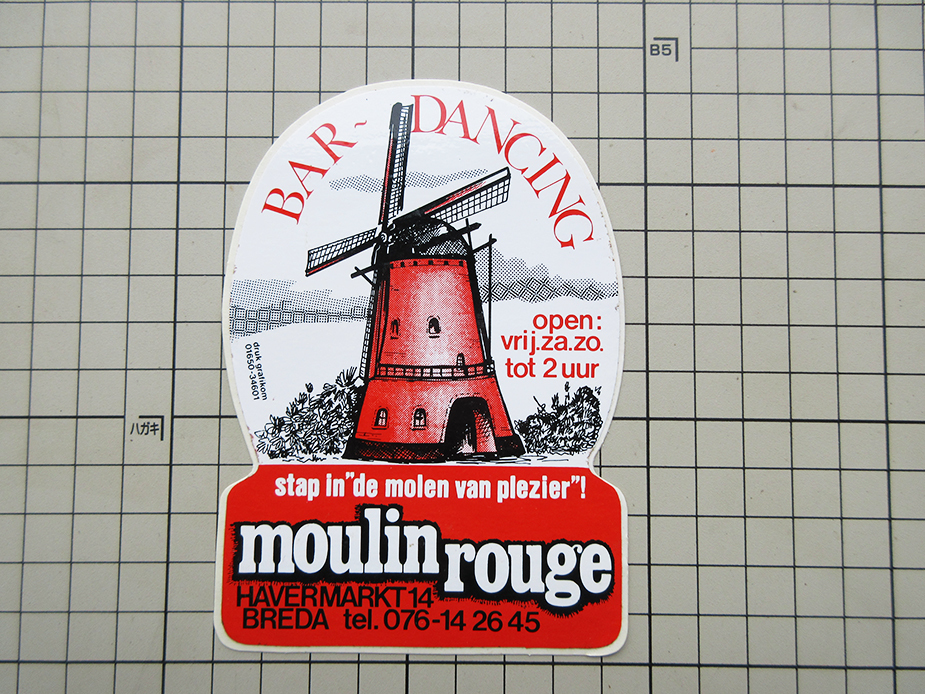 B5
BAR~DANCING
open:
vrij.za.zo.
tot 2 uur
druk grafikom
01650-34601
ハガキ
stap in "de molen van plezier"!
moulin rouge
HAVERMARKT 14
BREDA tel. 076-14 26 45